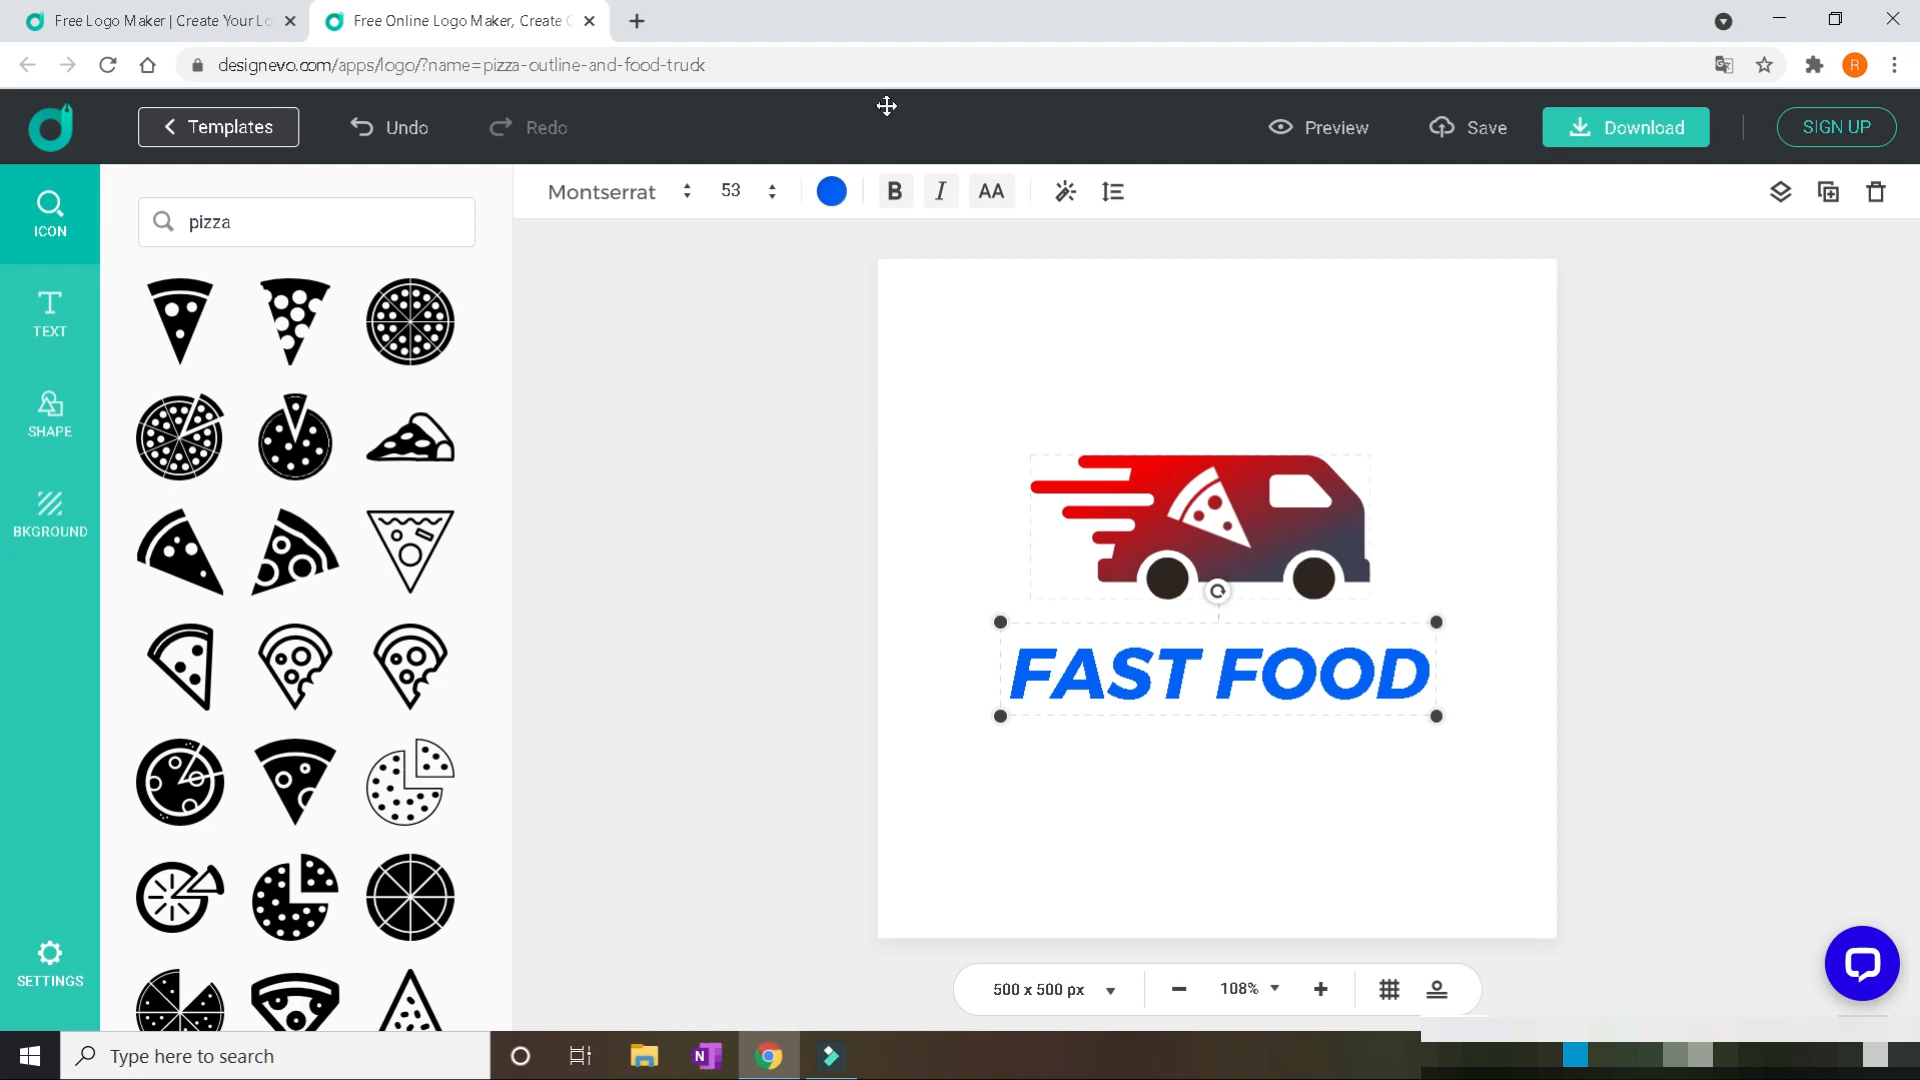 Free Logo Maker | Create Your Lo
Free Online Logo Maker, Create C
designevo.com/apps/logo/?name=pizza-outline-and-food-truck
R
Templates
Undo
Redo
Preview
Save
Download
SIGN UP
ICON
TEXT
SHAPE
BKGROUND
SETTINGS
pizza
Montserrat
53
B
I
AA
FAST FOOD
500 x 500 px
108%
Type here to search
N